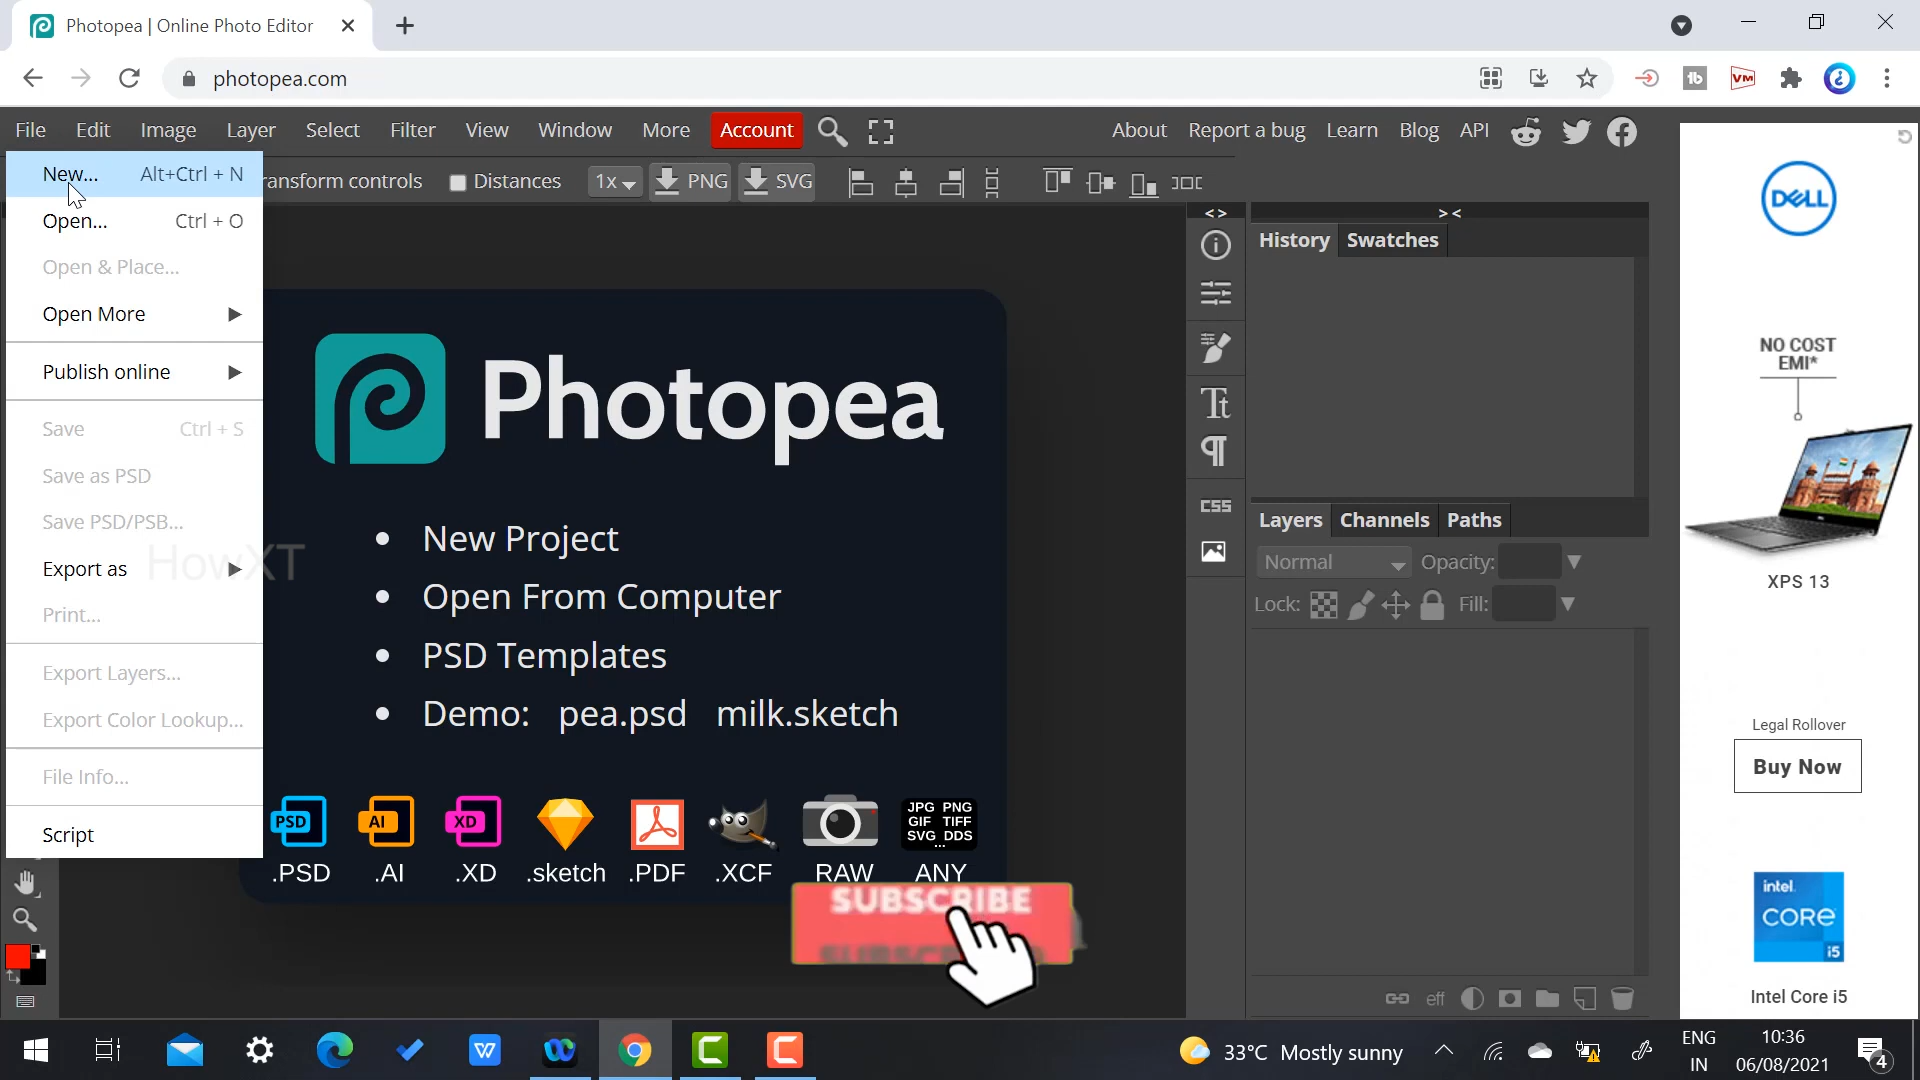 Photopea | Online Photo Editor
photopea.com
tb
VM
File Edit Image Layer Select Filter View Window More Account
About Report a bug Learn Blog API
ransform controls Distances 1x PNG SVG
New... Alt+Ctrl + N
Open... Ctrl + O
Open & Place...
Open More
Publish online
Save Ctrl + S
Save as PSD
Save PSD/PSB...
Export as
Print...
Export Layers...
Export Color Lookup...
File Info...
Script
HowXT
Photopea
• New Project
• Open From Computer
• PSD Templates
• Demo: pea.psd milk.sketch
PSD AI XD
JPG PNG
GIF TIFF
SVG DDS
...
.PSD .AI .XD .sketch .PDF .XCF RAW ANY
SUBSCRIBE
< >
> <
History Swatches
CSS
Layers Channels Paths
Normal Opacity:
Lock: Fill:
eff
DELL
NO COST
EMI*
XPS 13
Legal Rollover
Buy Now
intel
CORE
i5
Intel Core i5
33°C Mostly sunny
ENG
IN
10:36
06/08/2021
4